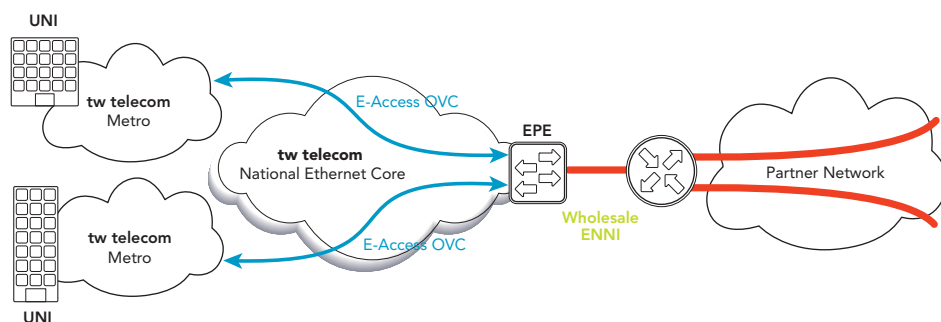 UNI
tw telecom
Metro
E-Access OVC
tw telecom
National Ethernet Core
EPE
Wholesale
ENNI
Partner Network
E-Access OVC
tw telecom
Metro
UNI